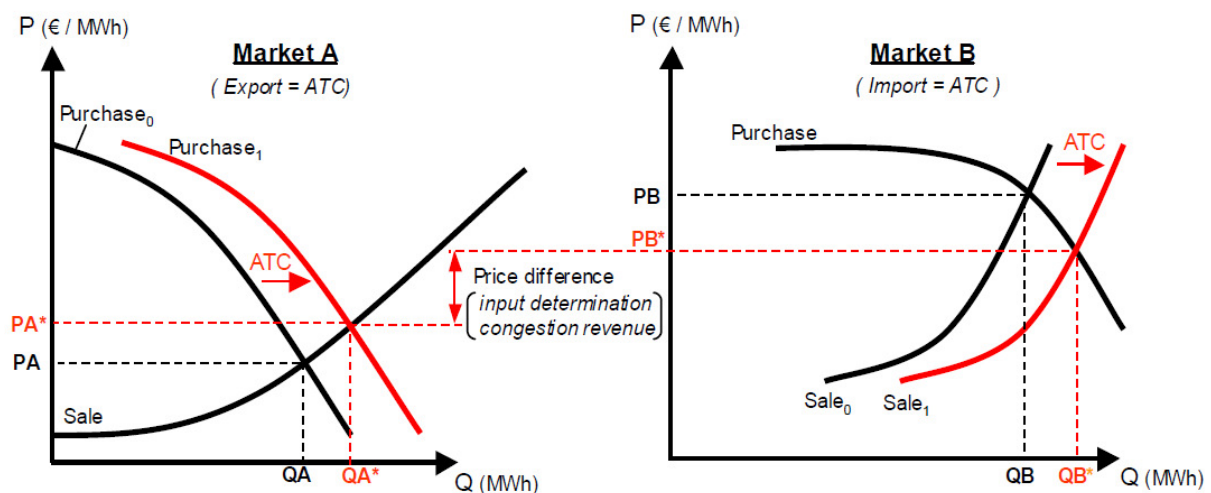 P (€ / MWh)
Market A
( Export = ATC)
Purchase0
Purchase1
ATC
PA*
PA
Sale
QA
QA*
Q (MWh)
Price difference
input determination
congestion revenue
P (€ / MWh)
Market B
( Import = ATC )
Purchase
ATC
PB
PB*
Sale0
Sale1
QB
QB*
Q (MWh)